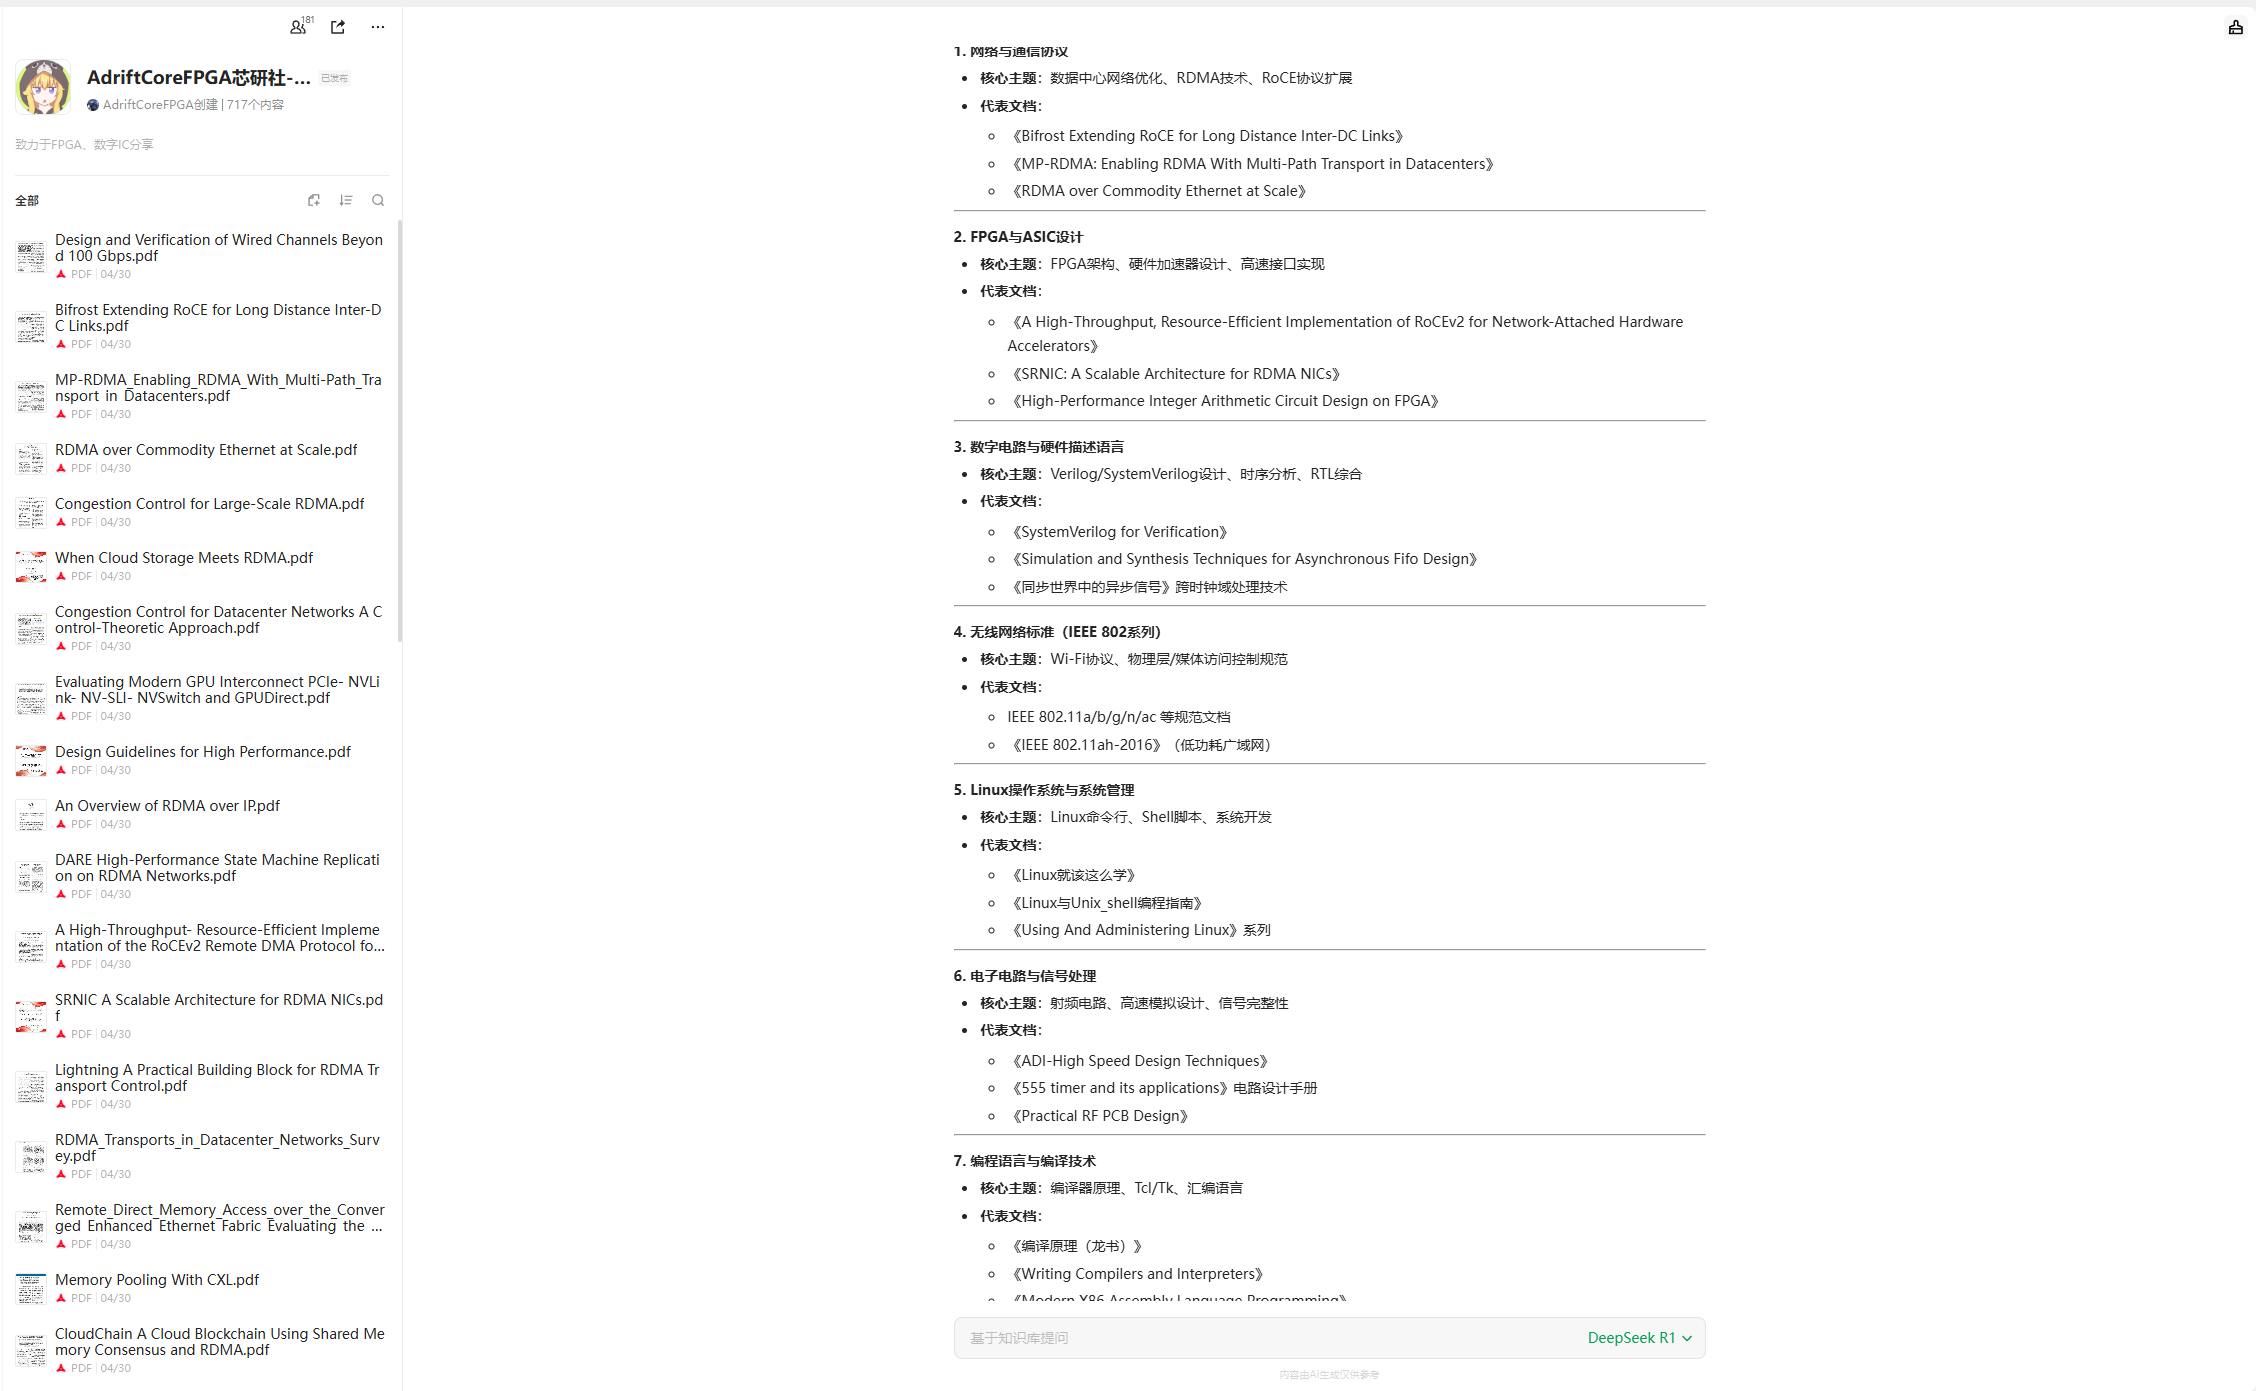 181
AdriftCoreFPGA芯研社-... 已发布
AdriftCoreFPGA创建 | 717个内容
致力于FPGA、数字IC分享
全部
Design and Verification of Wired Channels Beyon
d 100 Gbps.pdf
PDF | 04/30
Bifrost Extending RoCE for Long Distance Inter-D
C Links.pdf
PDF | 04/30
MP-RDMA_Enabling_RDMA_With_Multi-Path_Tra
nsport_in_Datacenters.pdf
PDF | 04/30
RDMA over Commodity Ethernet at Scale.pdf
PDF | 04/30
Congestion Control for Large-Scale RDMA.pdf
PDF | 04/30
When Cloud Storage Meets RDMA.pdf
PDF | 04/30
Congestion Control for Datacenter Networks A C
ontrol-Theoretic Approach.pdf
PDF | 04/30
Evaluating Modern GPU Interconnect PCIe- NVLi
nk- NV-SLI- NVSwitch and GPUDirect.pdf
PDF | 04/30
Design Guidelines for High Performance.pdf
PDF | 04/30
An Overview of RDMA over IP.pdf
PDF | 04/30
DARE High-Performance State Machine Replicati
on on RDMA Networks.pdf
PDF | 04/30
A High-Throughput- Resource-Efficient Impleme
ntation of the RoCEv2 Remote DMA Protocol fo...
PDF | 04/30
SRNIC A Scalable Architecture for RDMA NICs.pd
f
PDF | 04/30
Lightning A Practical Building Block for RDMA Tr
ansport Control.pdf
PDF | 04/30
RDMA_Transports_in_Datacenter_Networks_Surv
ey.pdf
PDF | 04/30
Remote_Direct_Memory_Access_over_the_Conver
ged_Enhanced_Ethernet_Fabric_Evaluating_the_...
PDF | 04/30
Memory Pooling With CXL.pdf
PDF | 04/30
CloudChain A Cloud Blockchain Using Shared Me
mory Consensus and RDMA.pdf
PDF | 04/30
1. 网络与通信协议
核心主题：数据中心网络优化、RDMA技术、RoCE协议扩展
代表文档：
《Bifrost Extending RoCE for Long Distance Inter-DC Links》
《MP-RDMA: Enabling RDMA With Multi-Path Transport in Datacenters》
《RDMA over Commodity Ethernet at Scale》
2. FPGA与ASIC设计
核心主题：FPGA架构、硬件加速器设计、高速接口实现
代表文档：
《A High-Throughput, Resource-Efficient Implementation of RoCEv2 for Network-Attached Hardware
Accelerators》
《SRNIC: A Scalable Architecture for RDMA NICs》
《High-Performance Integer Arithmetic Circuit Design on FPGA》
3. 数字电路与硬件描述语言
核心主题：Verilog/SystemVerilog设计、时序分析、RTL综合
代表文档：
《SystemVerilog for Verification》
《Simulation and Synthesis Techniques for Asynchronous Fifo Design》
《同步世界中的异步信号》跨时钟域处理技术
4. 无线网络标准（IEEE 802系列）
核心主题：Wi-Fi协议、物理层/媒体访问控制规范
代表文档：
IEEE 802.11a/b/g/n/ac 等规范文档
《IEEE 802.11ah-2016》（低功耗广域网）
5. Linux操作系统与系统管理
核心主题：Linux命令行、Shell脚本、系统开发
代表文档：
《Linux就该这么学》
《Linux与Unix_shell编程指南》
《Using And Administering Linux》系列
6. 电子电路与信号处理
核心主题：射频电路、高速模拟设计、信号完整性
代表文档：
《ADI-High Speed Design Techniques》
《555 timer and its applications》电路设计手册
《Practical RF PCB Design》
7. 编程语言与编译技术
核心主题：编译器原理、Tcl/Tk、汇编语言
代表文档：
《编译原理（龙书）》
《Writing Compilers and Interpreters》
《Modern X86 Assembly Language Programming》
基于知识库提问
DeepSeek R1
内容由AI生成仅供参考